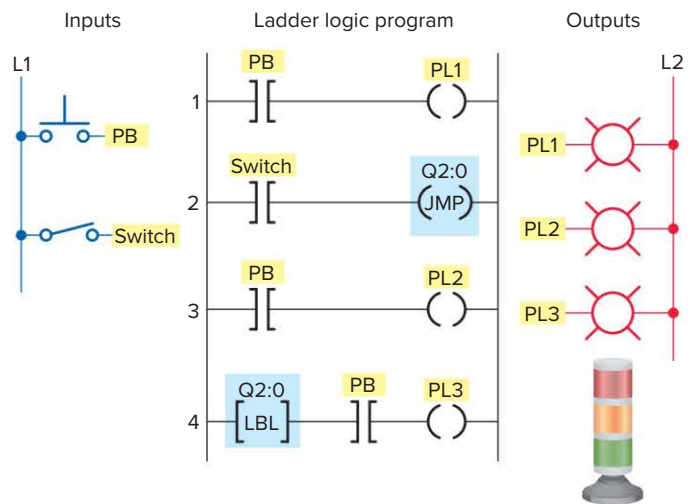 Inputs
Ladder logic program
Outputs
L1
L2
PB
PL1
1
PB
PL1
Switch
Q2:0
2
JMP
Switch
PL2
PB
PL2
3
PL3
Q2:0
PB
PL3
4
LBL